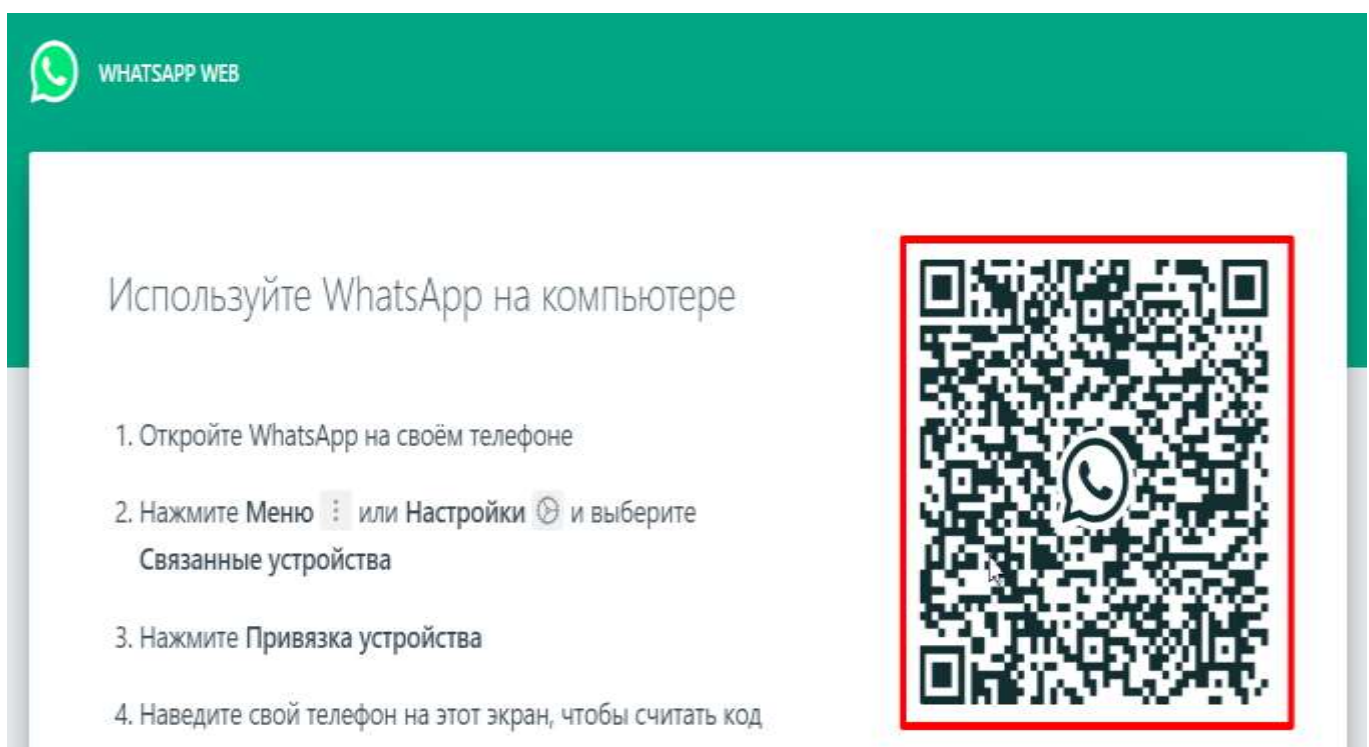 WHATSAPP WEB
Используйте WhatsApp на компьютере
1. Откройте WhatsApp на своём телефоне
2. Нажмите Меню или Настройки и выберите
Связанные устройства
3. Нажмите Привязка устройства
4. Наведите свой телефон на этот экран, чтобы считать код